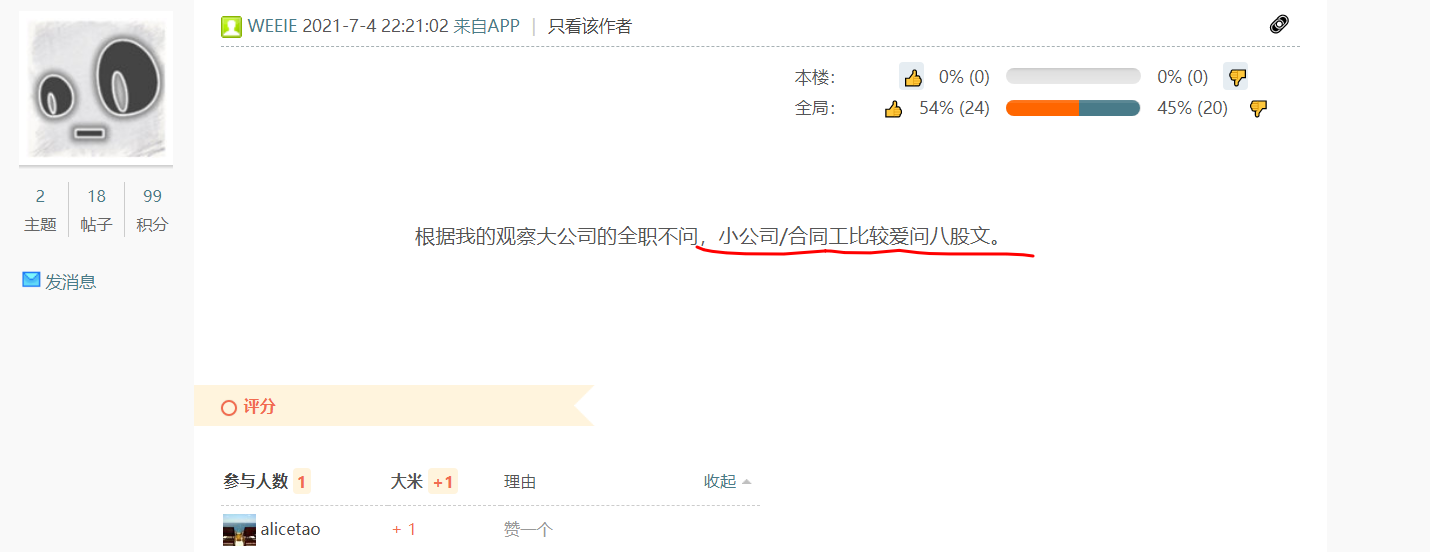 WEEIE 2021-7-4 22:21:02 来自APP | 只看该作者
本楼: 0% (0) 0% (0)
全局: 54% (24) 45% (20)
2 18 99
主题 帖子 积分
发消息
根据我的观察大公司的全职不问，小公司/合同工比较爱问八股文。
评分
参与人数 1 大米 +1 理由 收起
alicetao + 1 赞一个